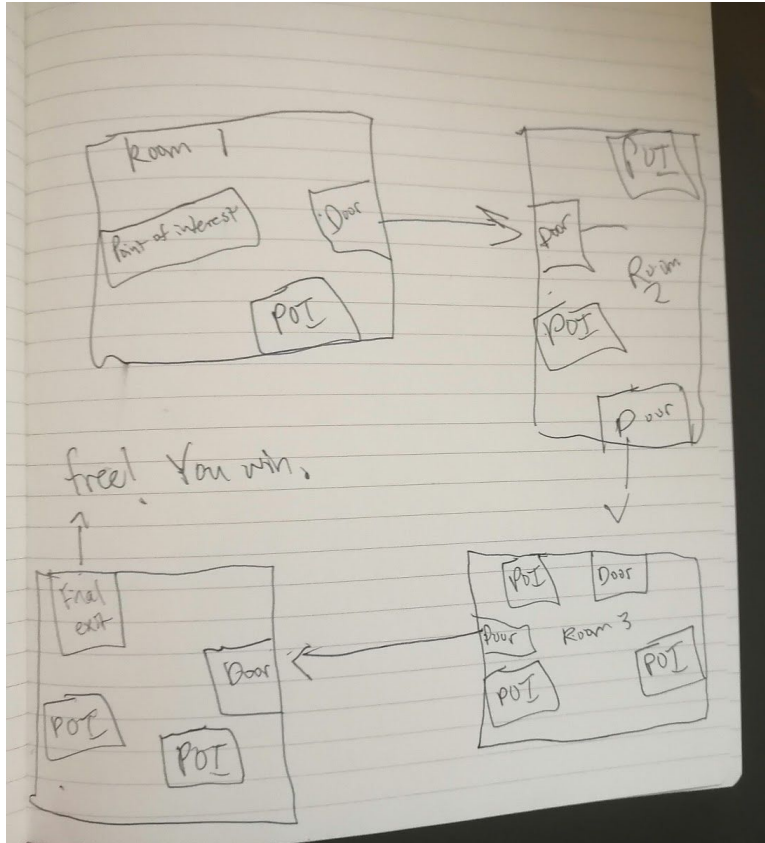 Room 1
Point of interest
Door
POI
POI
Door
Room
2
POI
Door
POI
Door
Door
Room 3
POI
POI
Final
exit
Door
POI
POI
free! You win.